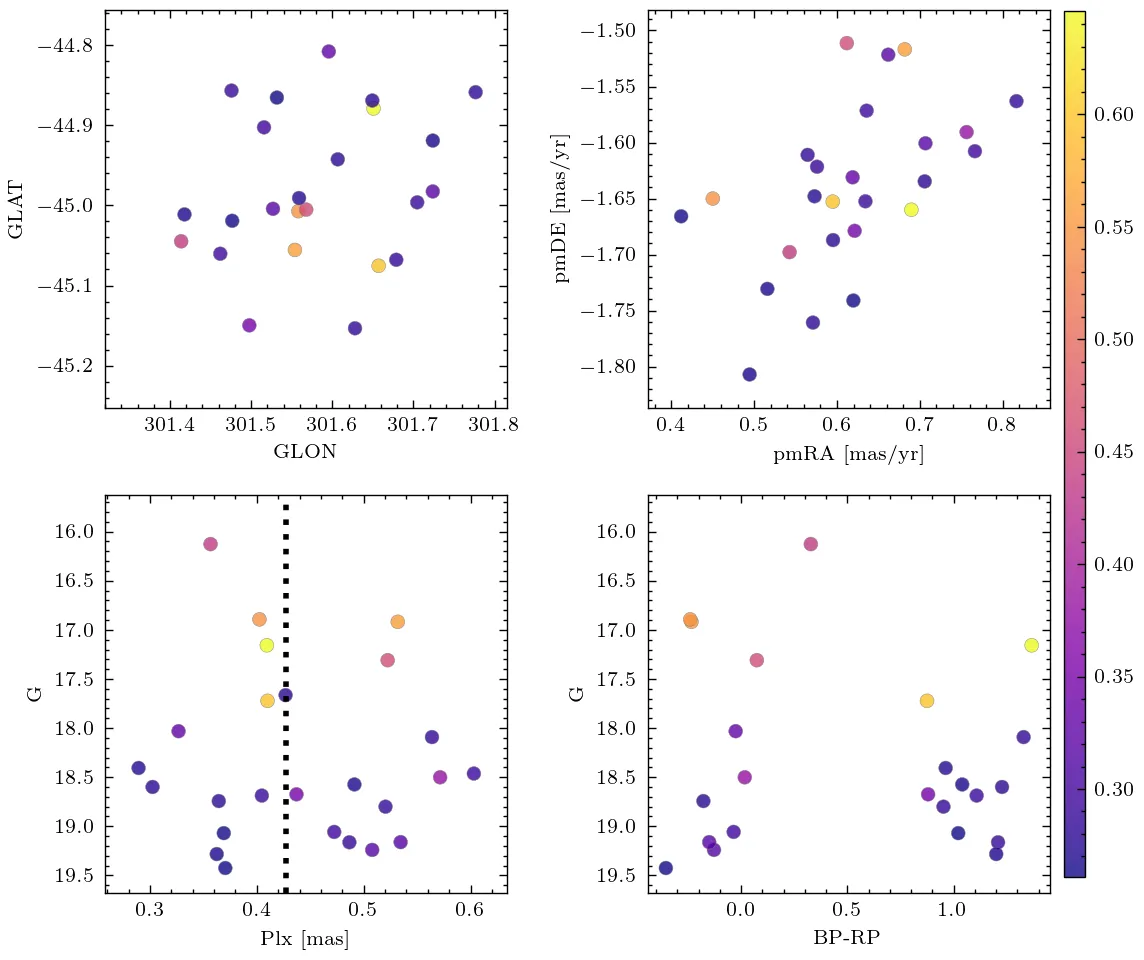 −44.8
−44.9
−45.0
−45.1
−45.2
GLAT
301.4 301.5 301.6 301.7 301.8
GLON
−1.50
−1.55
−1.60
−1.65
−1.70
−1.75
−1.80
pmDE [mas/yr]
0.4 0.5 0.6 0.7 0.8
pmRA [mas/yr]
0.60
0.55
0.50
0.45
0.40
0.35
0.30
16.0
16.5
17.0
17.5
18.0
18.5
19.0
19.5
G
0.3 0.4 0.5 0.6
Plx [mas]
16.0
16.5
17.0
17.5
18.0
18.5
19.0
19.5
G
0.0 0.5 1.0
BP-RP